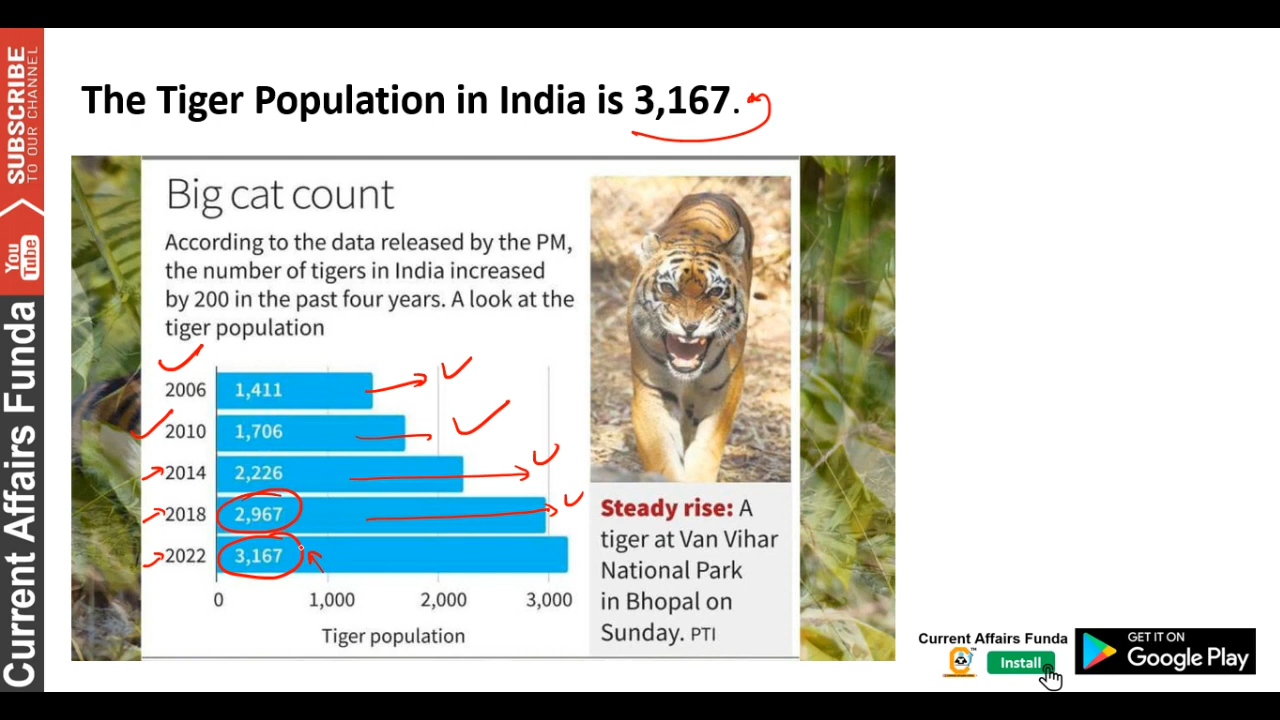 SUBSCRIBE
TO OUR CHANNEL
You
Tube
Current Affairs Funda
The Tiger Population in India is 3,167.
Big cat count
According to the data released by the PM,
the number of tigers in India increased
by 200 in the past four years. A look at the
tiger population
2006 1,411
2010 1,706
2014 2,226
2018 2,967
2022 3,167
0 1,000 2,000 3,000
Tiger population
Steady rise: A
tiger at Van Vihar
National Park
in Bhopal on
Sunday. PTI
Current Affairs Funda
Install
GET IT ON
Google Play